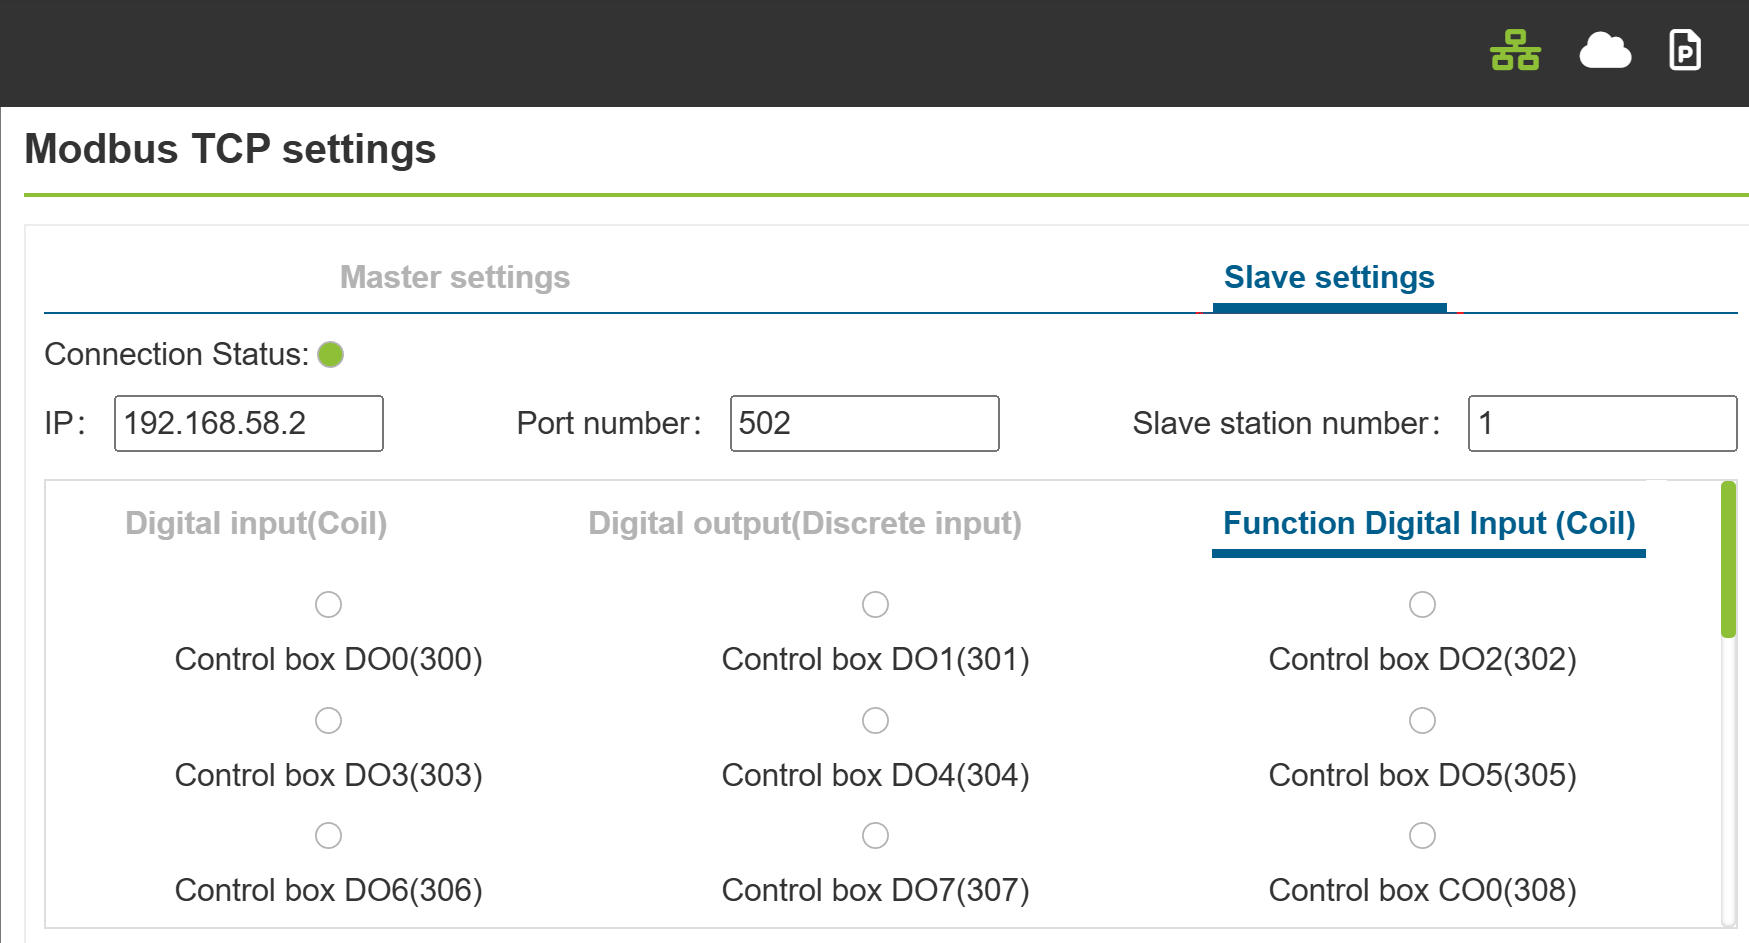 P
Modbus TCP settings
Master settings Slave settings
Connection Status:
IP: 192.168.58.2 Port number: 502 Slave station number: 1
Digital input(Coil) Digital output(Discrete input) Function Digital Input (Coil)
Control box DO0(300) Control box DO1(301) Control box DO2(302)
Control box DO3(303) Control box DO4(304) Control box DO5(305)
Control box DO6(306) Control box DO7(307) Control box CO0(308)